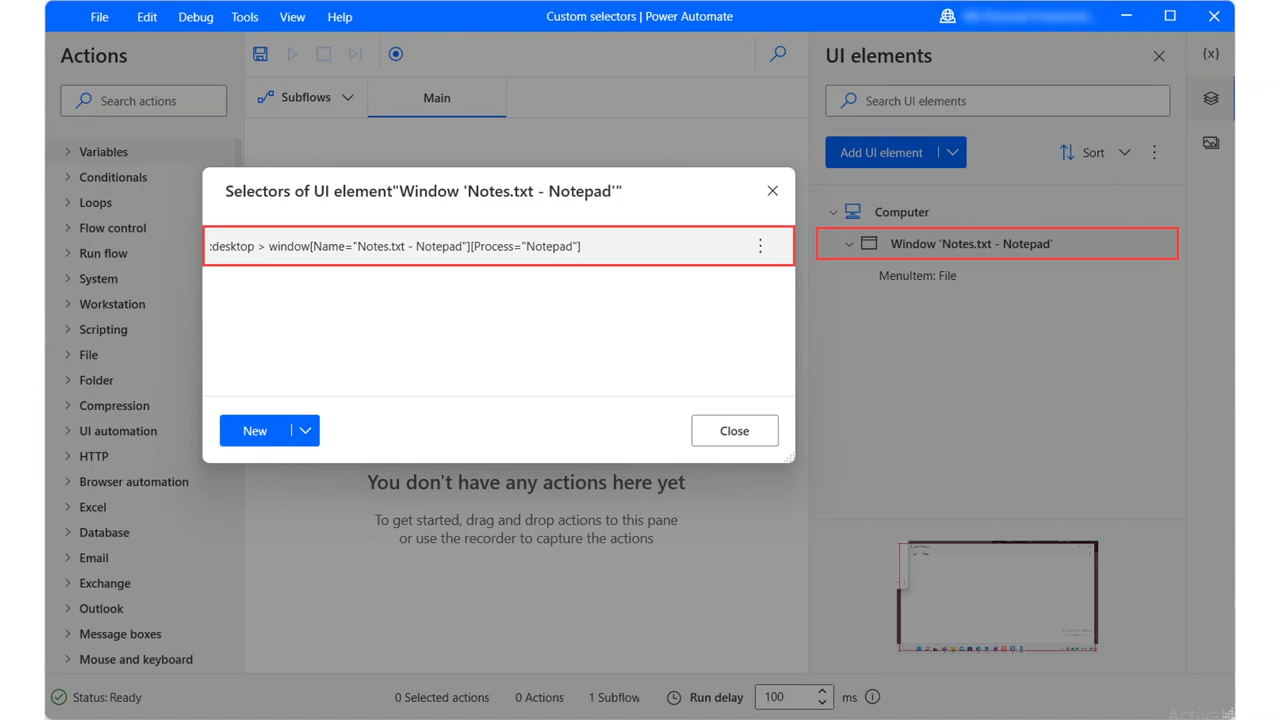 File Edit Debug Tools View Help
Custom selectors | Power Automate
Actions
Search actions
Variables
Conditionals
Loops
Flow control
Run flow
System
Workstation
Scripting
File
Folder
Compression
UI automation
HTTP
Browser automation
Excel
Database
Email
Exchange
Outlook
Message boxes
Mouse and keyboard
Subflows
Main
Selectors of UI element"Window 'Notes.txt - Notepad'"
:desktop > window[Name="Notes.txt - Notepad"][Process="Notepad"]
New
Close
You don't have any actions here yet
To get started, drag and drop actions to this pane
or use the recorder to capture the actions
UI elements
{x}
Search UI elements
Add UI element
Sort
Computer
Window 'Notes.txt - Notepad'
MenuItem: File
Status: Ready
0 Selected actions
0 Actions
1 Subflow
Run delay
100
ms